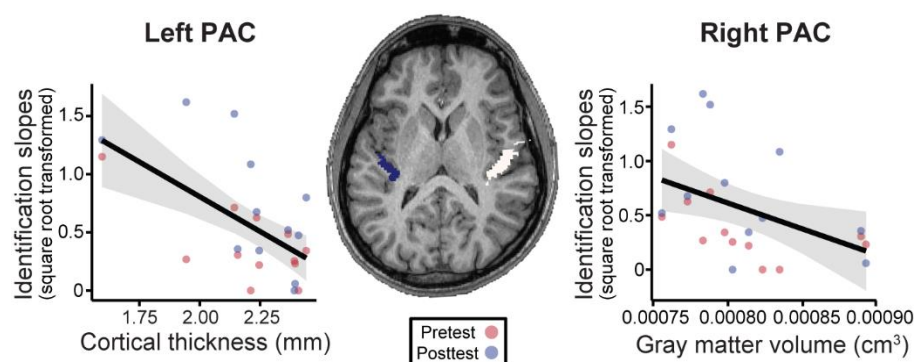 Left PAC
Right PAC
Identification slopes
(square root transformed)
1.5
1.0
0.5
0
1.75
2.00
2.25
Cortical thickness (mm)
Pretest
Posttest
Identification slopes
(square root transformed)
1.5
1.0
0.5
0
0.00075
0.00080
0.00085
0.00090
Gray matter volume (cm³)